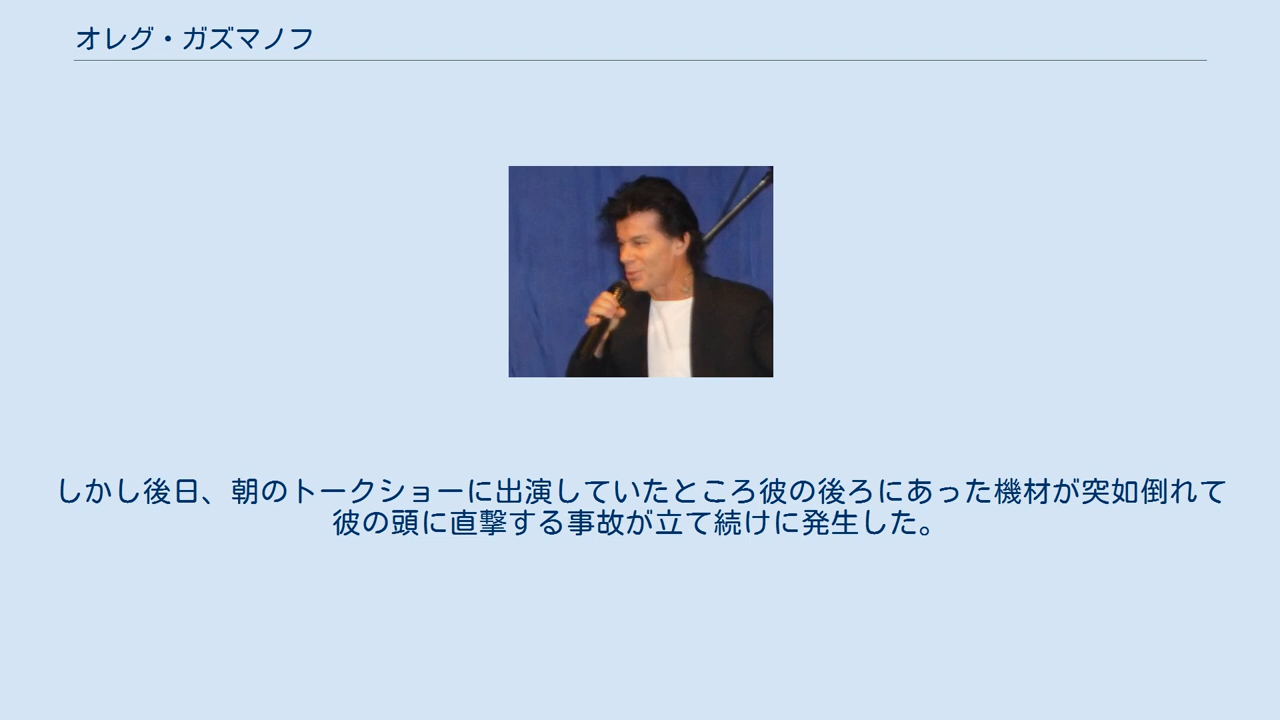 オレグ・ガズマノフ
しかし後日、朝のトークショーに出演していたところ彼の後ろにあった機材が突如倒れて
彼の頭に直撃する事故が立て続けに発生した。